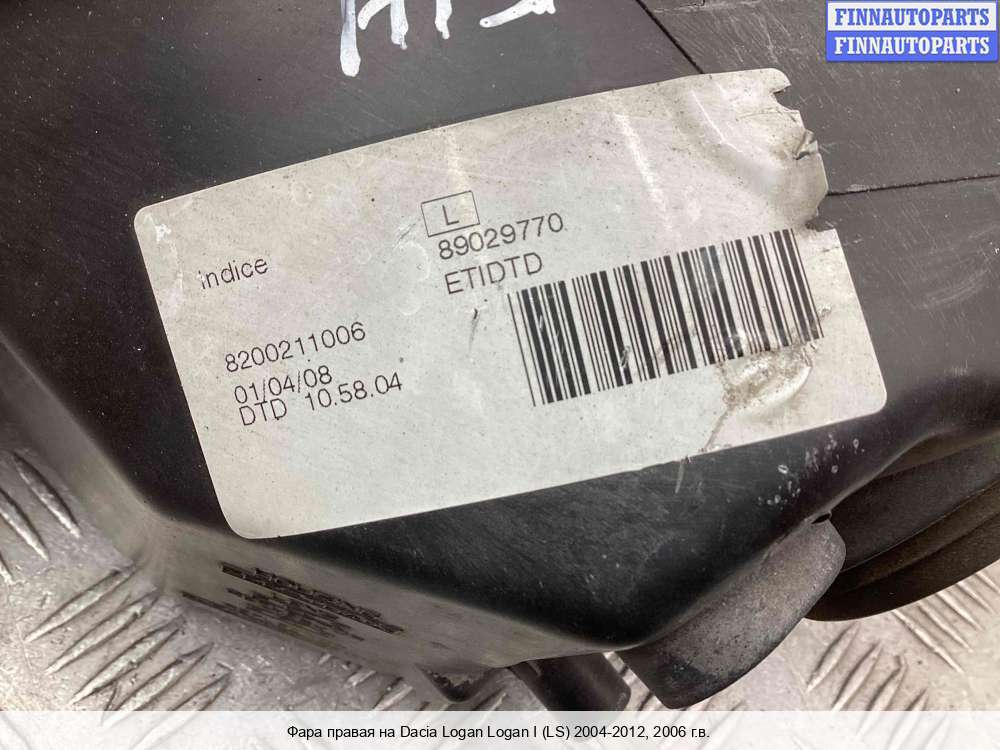 FINNAUTOPARTS
FINNAUTOPARTS
L
89029770
ETIDTD
indice
8200211006
01/04/08
DTD 10.58.04
Фара правая на Dacia Logan Logan I (LS) 2004-2012, 2006 г.в.